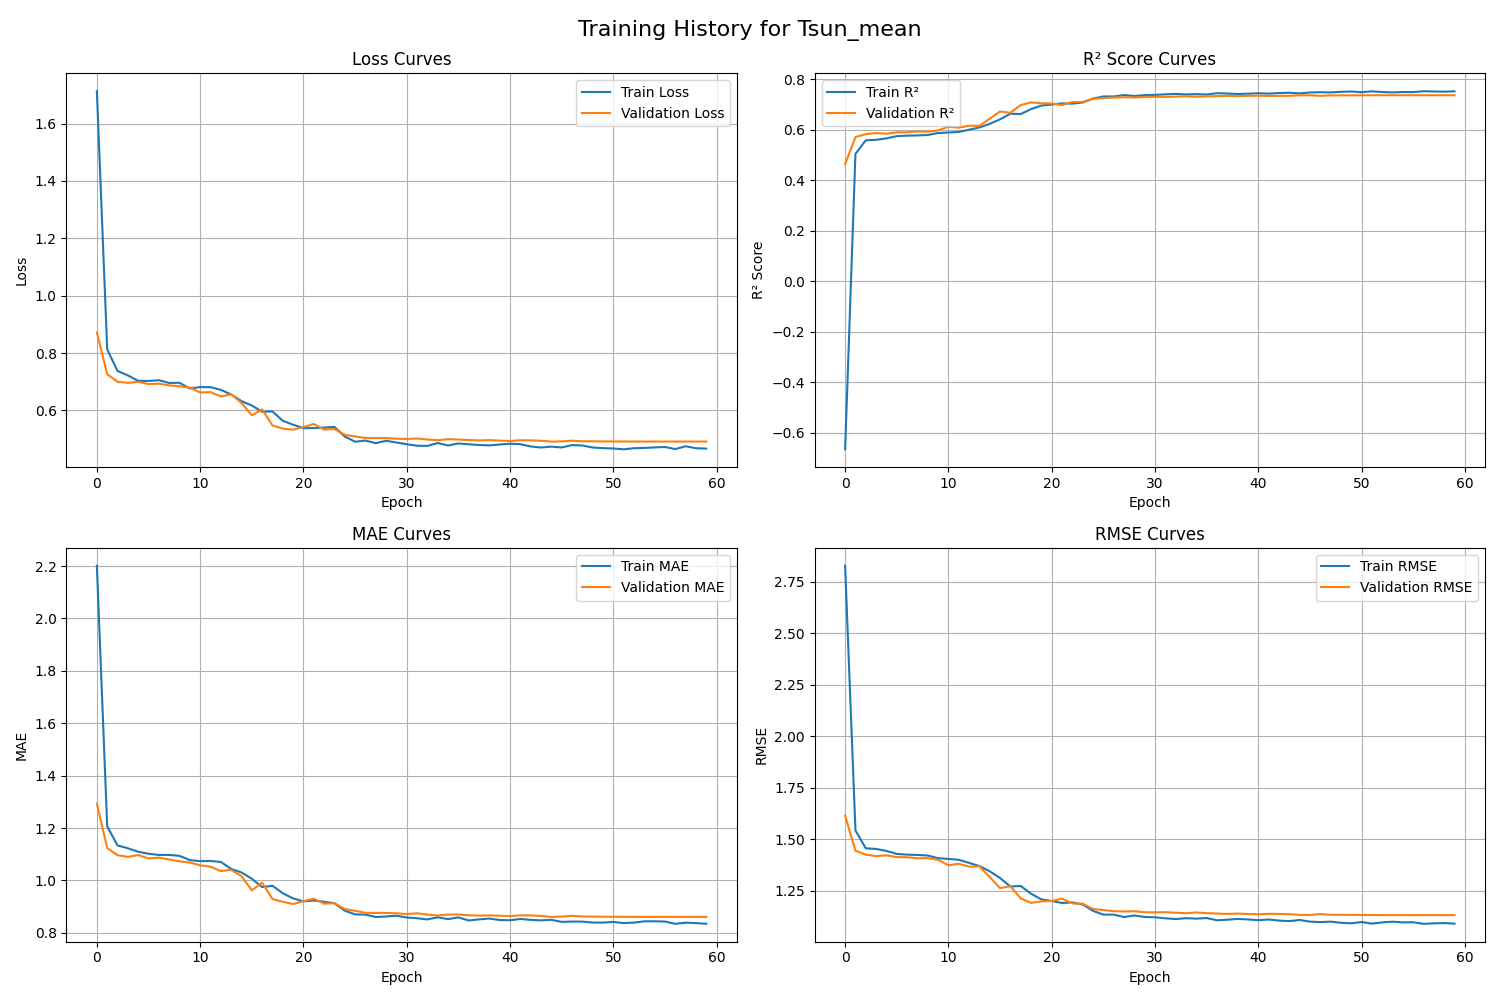 Training History for Tsun_mean
Loss Curves
Train Loss
Validation Loss
1.6
1.4
1.2
1.0
0.8
0.6
Loss
0 10 20 30 40 50 60
Epoch
R² Score Curves
Train R²
Validation R²
0.8
0.6
0.4
0.2
0.0
−0.2
−0.4
−0.6
R² Score
0 10 20 30 40 50 60
Epoch
MAE Curves
Train MAE
Validation MAE
2.2
2.0
1.8
1.6
1.4
1.2
1.0
0.8
MAE
0 10 20 30 40 50 60
Epoch
RMSE Curves
Train RMSE
Validation RMSE
2.75
2.50
2.25
2.00
1.75
1.50
1.25
RMSE
0 10 20 30 40 50 60
Epoch